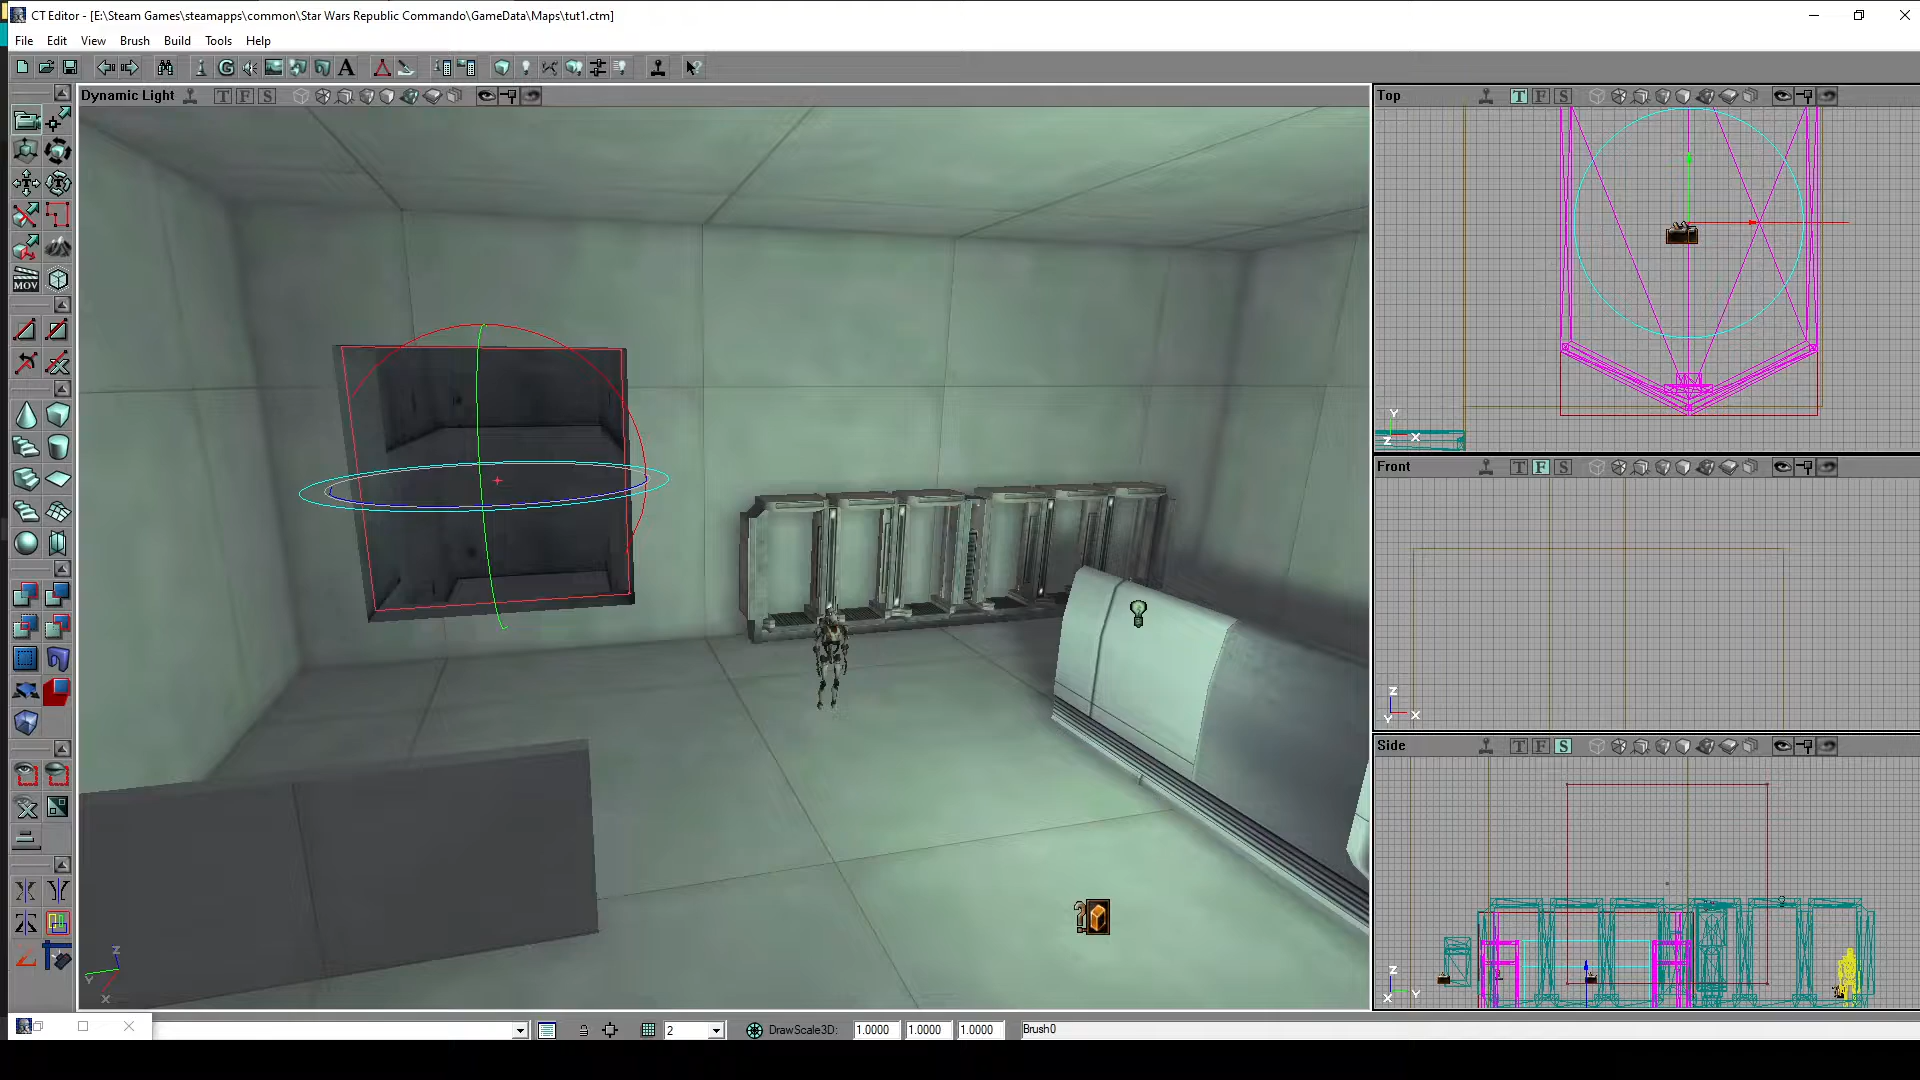 CT Editor - [E:\Steam Games\steamapps\common\Star Wars Republic Commando\GameData\Maps\tut1.ctm]
File Edit View Brush Build Tools Help
G A
Dynamic Light T F S
Top T F S
MOV
Y
Z X
Front T F S
Z
Y X
Side T F S
Z
X Y
Z
Y
X
2 DrawScale3D: 1.0000 1.0000 1.0000 Brush0